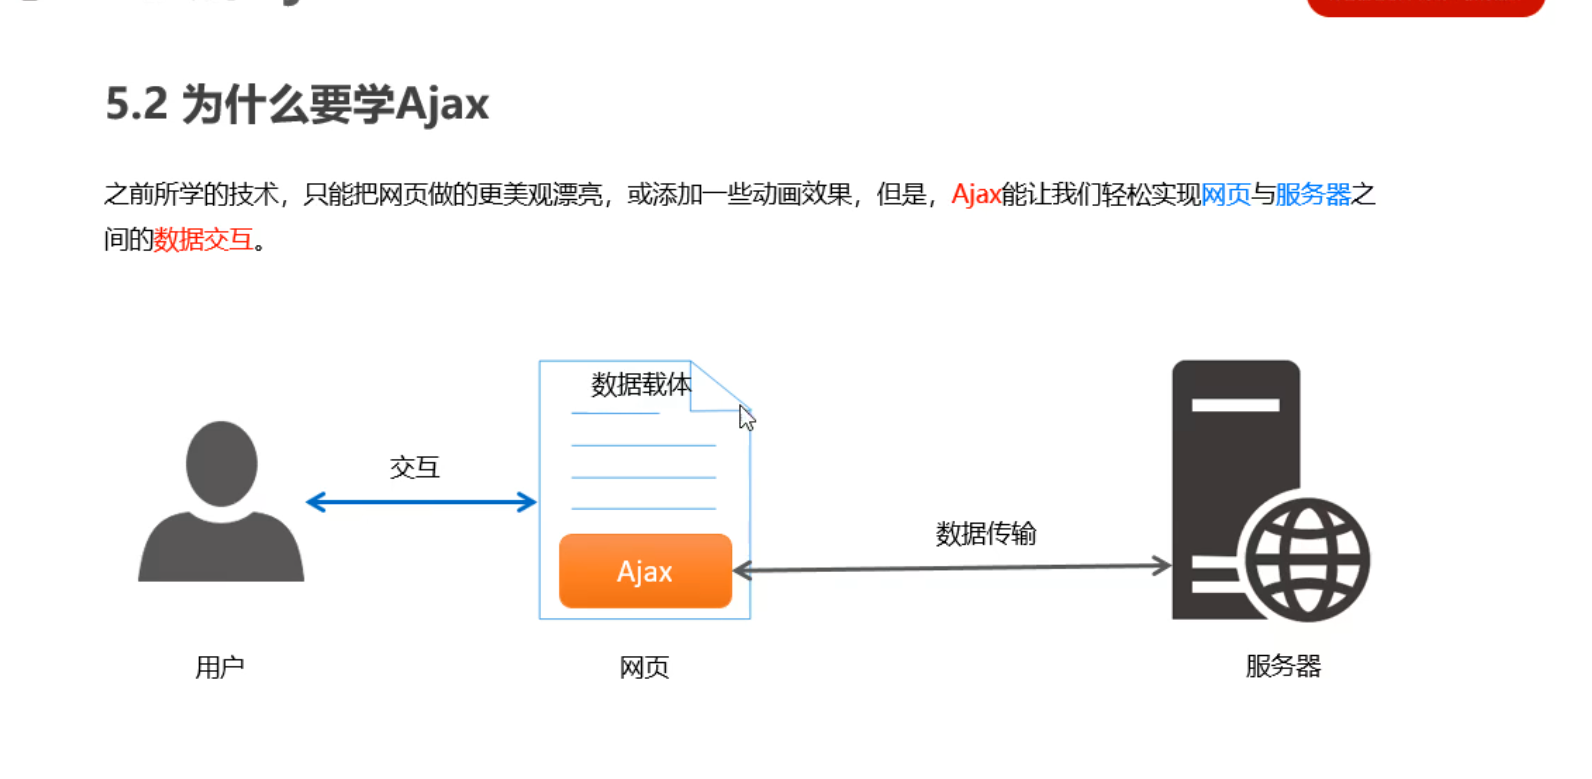 5.2 为什么要学Ajax
之前所学的技术，只能把网页做的更美观漂亮，或添加一些动画效果，但是，Ajax能让我们轻松实现网页与服务器之
间的数据交互。
数据载体
交互
数据传输
Ajax
用户
网页
服务器